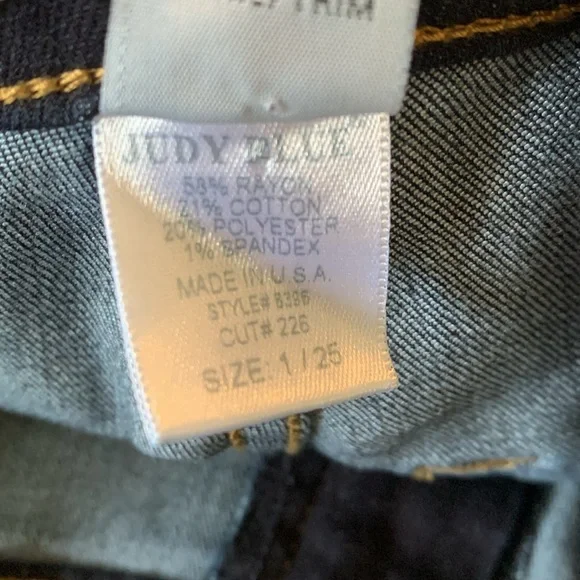 TRIM
JUDY BLUE
58% RAYON
21% COTTON
20% POLYESTER
1% SPANDEX
MADE IN U.S.A.
STYLE# 8396
CUT# 226
SIZE: 1 / 25